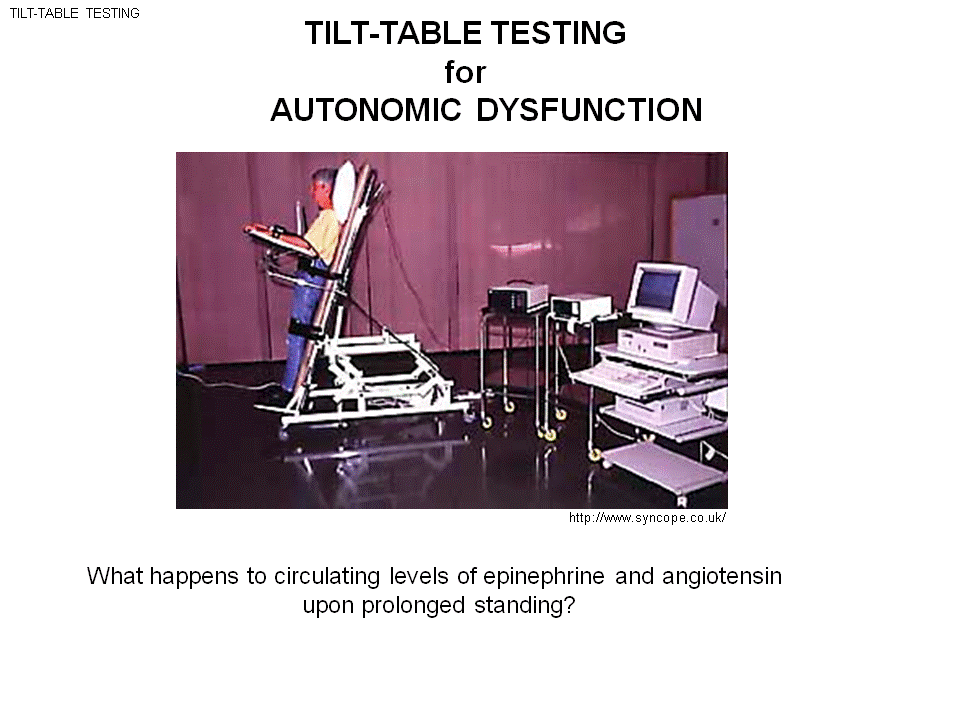 TILT-TABLE TESTING
TILT-TABLE TESTING
for
AUTONOMIC DYSFUNCTION
http://www.syncope.co.uk/
What happens to circulating levels of epinephrine and angiotensin
upon prolonged standing?